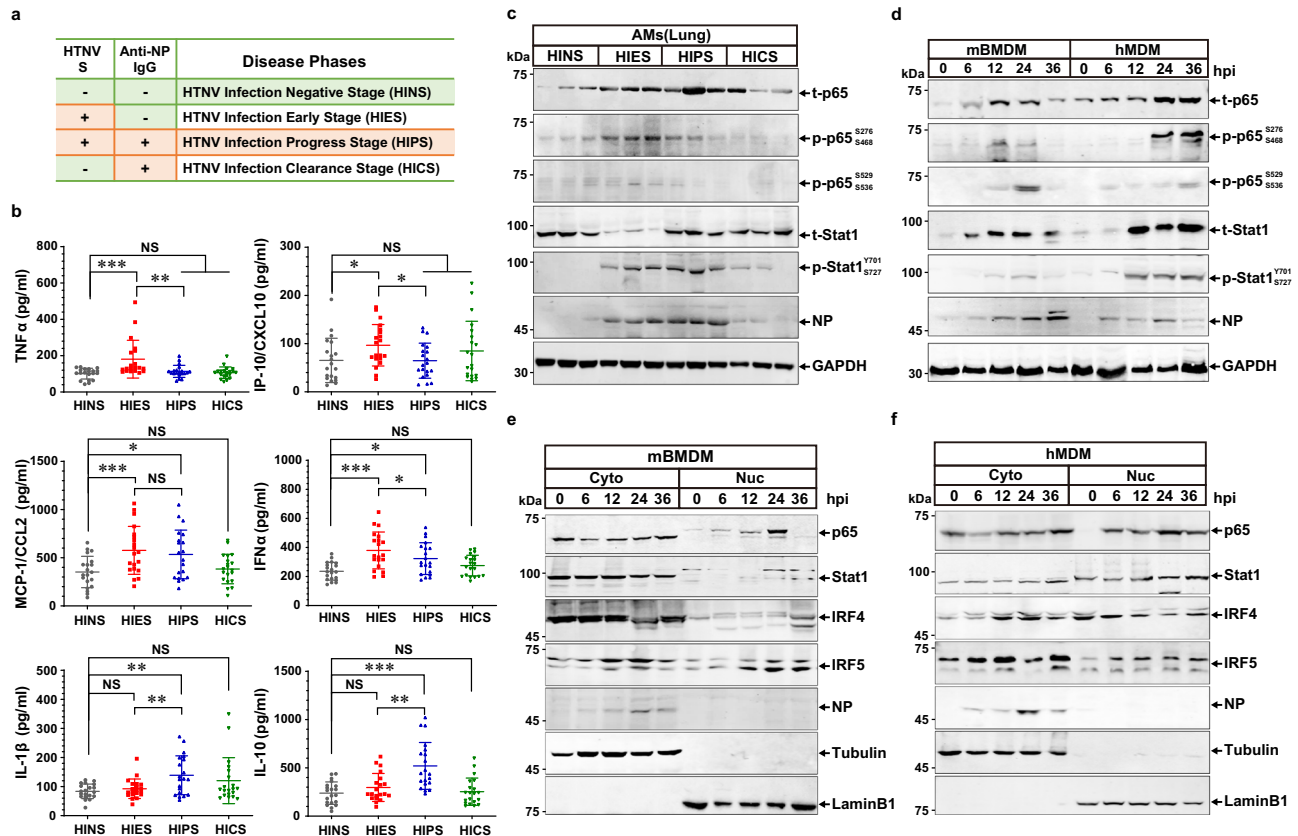 a
HTNV S
Anti-NP IgG
Disease Phases
- - HTNV Infection Negative Stage (HINS)
+ - HTNV Infection Early Stage (HIES)
+ + HTNV Infection Progress Stage (HIPS)
- + HTNV Infection Clearance Stage (HICS)
b
TNFα (pg/ml)
800
600
400
200
100
0
NS
***
**
HINS HIES HIPS HICS
IP-10/CXCL10 (pg/ml)
300
200
100
0
NS
*
*
HINS HIES HIPS HICS
MCP-1/CCL2 (pg/ml)
1500
1000
500
0
NS
*
***
NS
HINS HIES HIPS HICS
IFNα(pg/ml)
1000
800
600
400
200
0
NS
*
***
*
HINS HIES HIPS HICS
IL-1β (pg/ml)
500
400
300
200
100
0
NS
**
NS
**
HINS HIES HIPS HICS
IL-10 (pg/ml)
1500
1000
500
0
NS
***
NS
**
HINS HIES HIPS HICS
c
AMs(Lung)
kDa HINS HIES HIPS HICS
75
t-p65
75
p-p65 S276 S468
p-p65 S529 S536
100
t-Stat1
100
p-Stat1 Y701 S727
NP
45
GAPDH
30
d
mBMDM hMDM
kDa 0 6 12 24 36 0 6 12 24 36 hpi
75
t-p65
75
p-p65 S276 S468
75
p-p65 S529 S536
100
t-Stat1
100
p-Stat1 Y701 S727
NP
45
GAPDH
30
e
mBMDM
Cyto Nuc
kDa 0 6 12 24 36 0 6 12 24 36 hpi
75
p65
100
Stat1
IRF4
45
75
IRF5
NP
45
Tubulin
45
LaminB1
75
f
hMDM
Cyto Nuc
kDa 0 6 12 24 36 0 6 12 24 36 hpi
75
p65
100
Stat1
IRF4
45
75
IRF5
NP
45
Tubulin
45
LaminB1
75